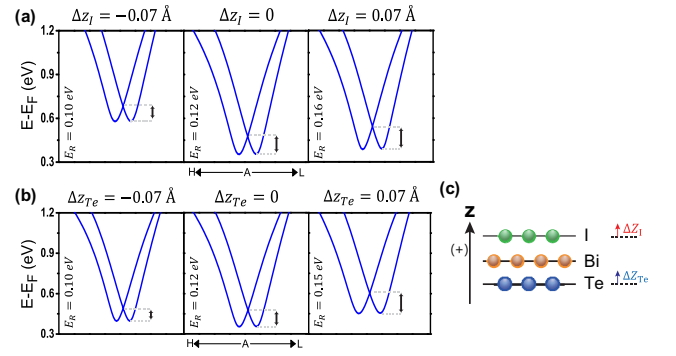 (a)
Δz_I = −0.07 Å
Δz_I = 0
Δz_I = 0.07 Å
E-E_F (eV)
1.2
0.9
0.6
0.3
E_R = 0.10 eV
E_R = 0.12 eV
E_R = 0.16 eV
H
A
L
(b)
Δz_Te = −0.07 Å
Δz_Te = 0
Δz_Te = 0.07 Å
E-E_F (eV)
1.2
0.9
0.6
0.3
E_R = 0.10 eV
E_R = 0.12 eV
E_R = 0.15 eV
H
A
L
(c)
z
(+)
I
ΔZ_I
Bi
Te
ΔZ_Te